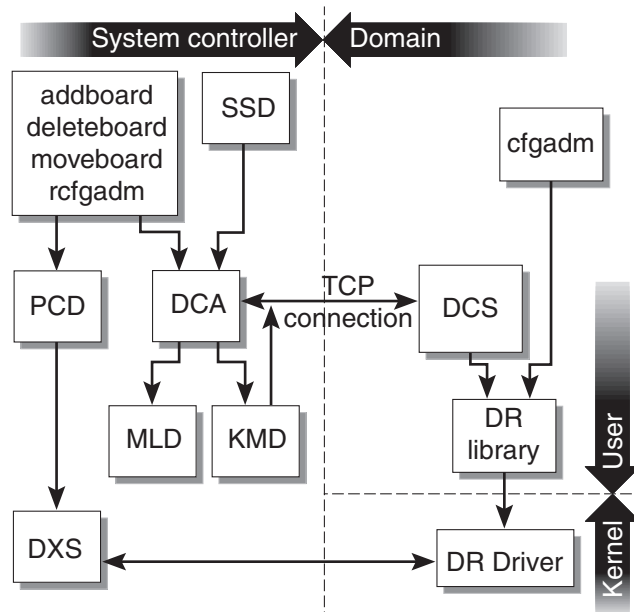 System controller
Domain
addboard
deleteboard
moveboard
rcfgadm
SSD
cfgadm
PCD
DCA
TCP
connection
DCS
MLD
KMD
DR
library
User
DXS
DR Driver
Kernel